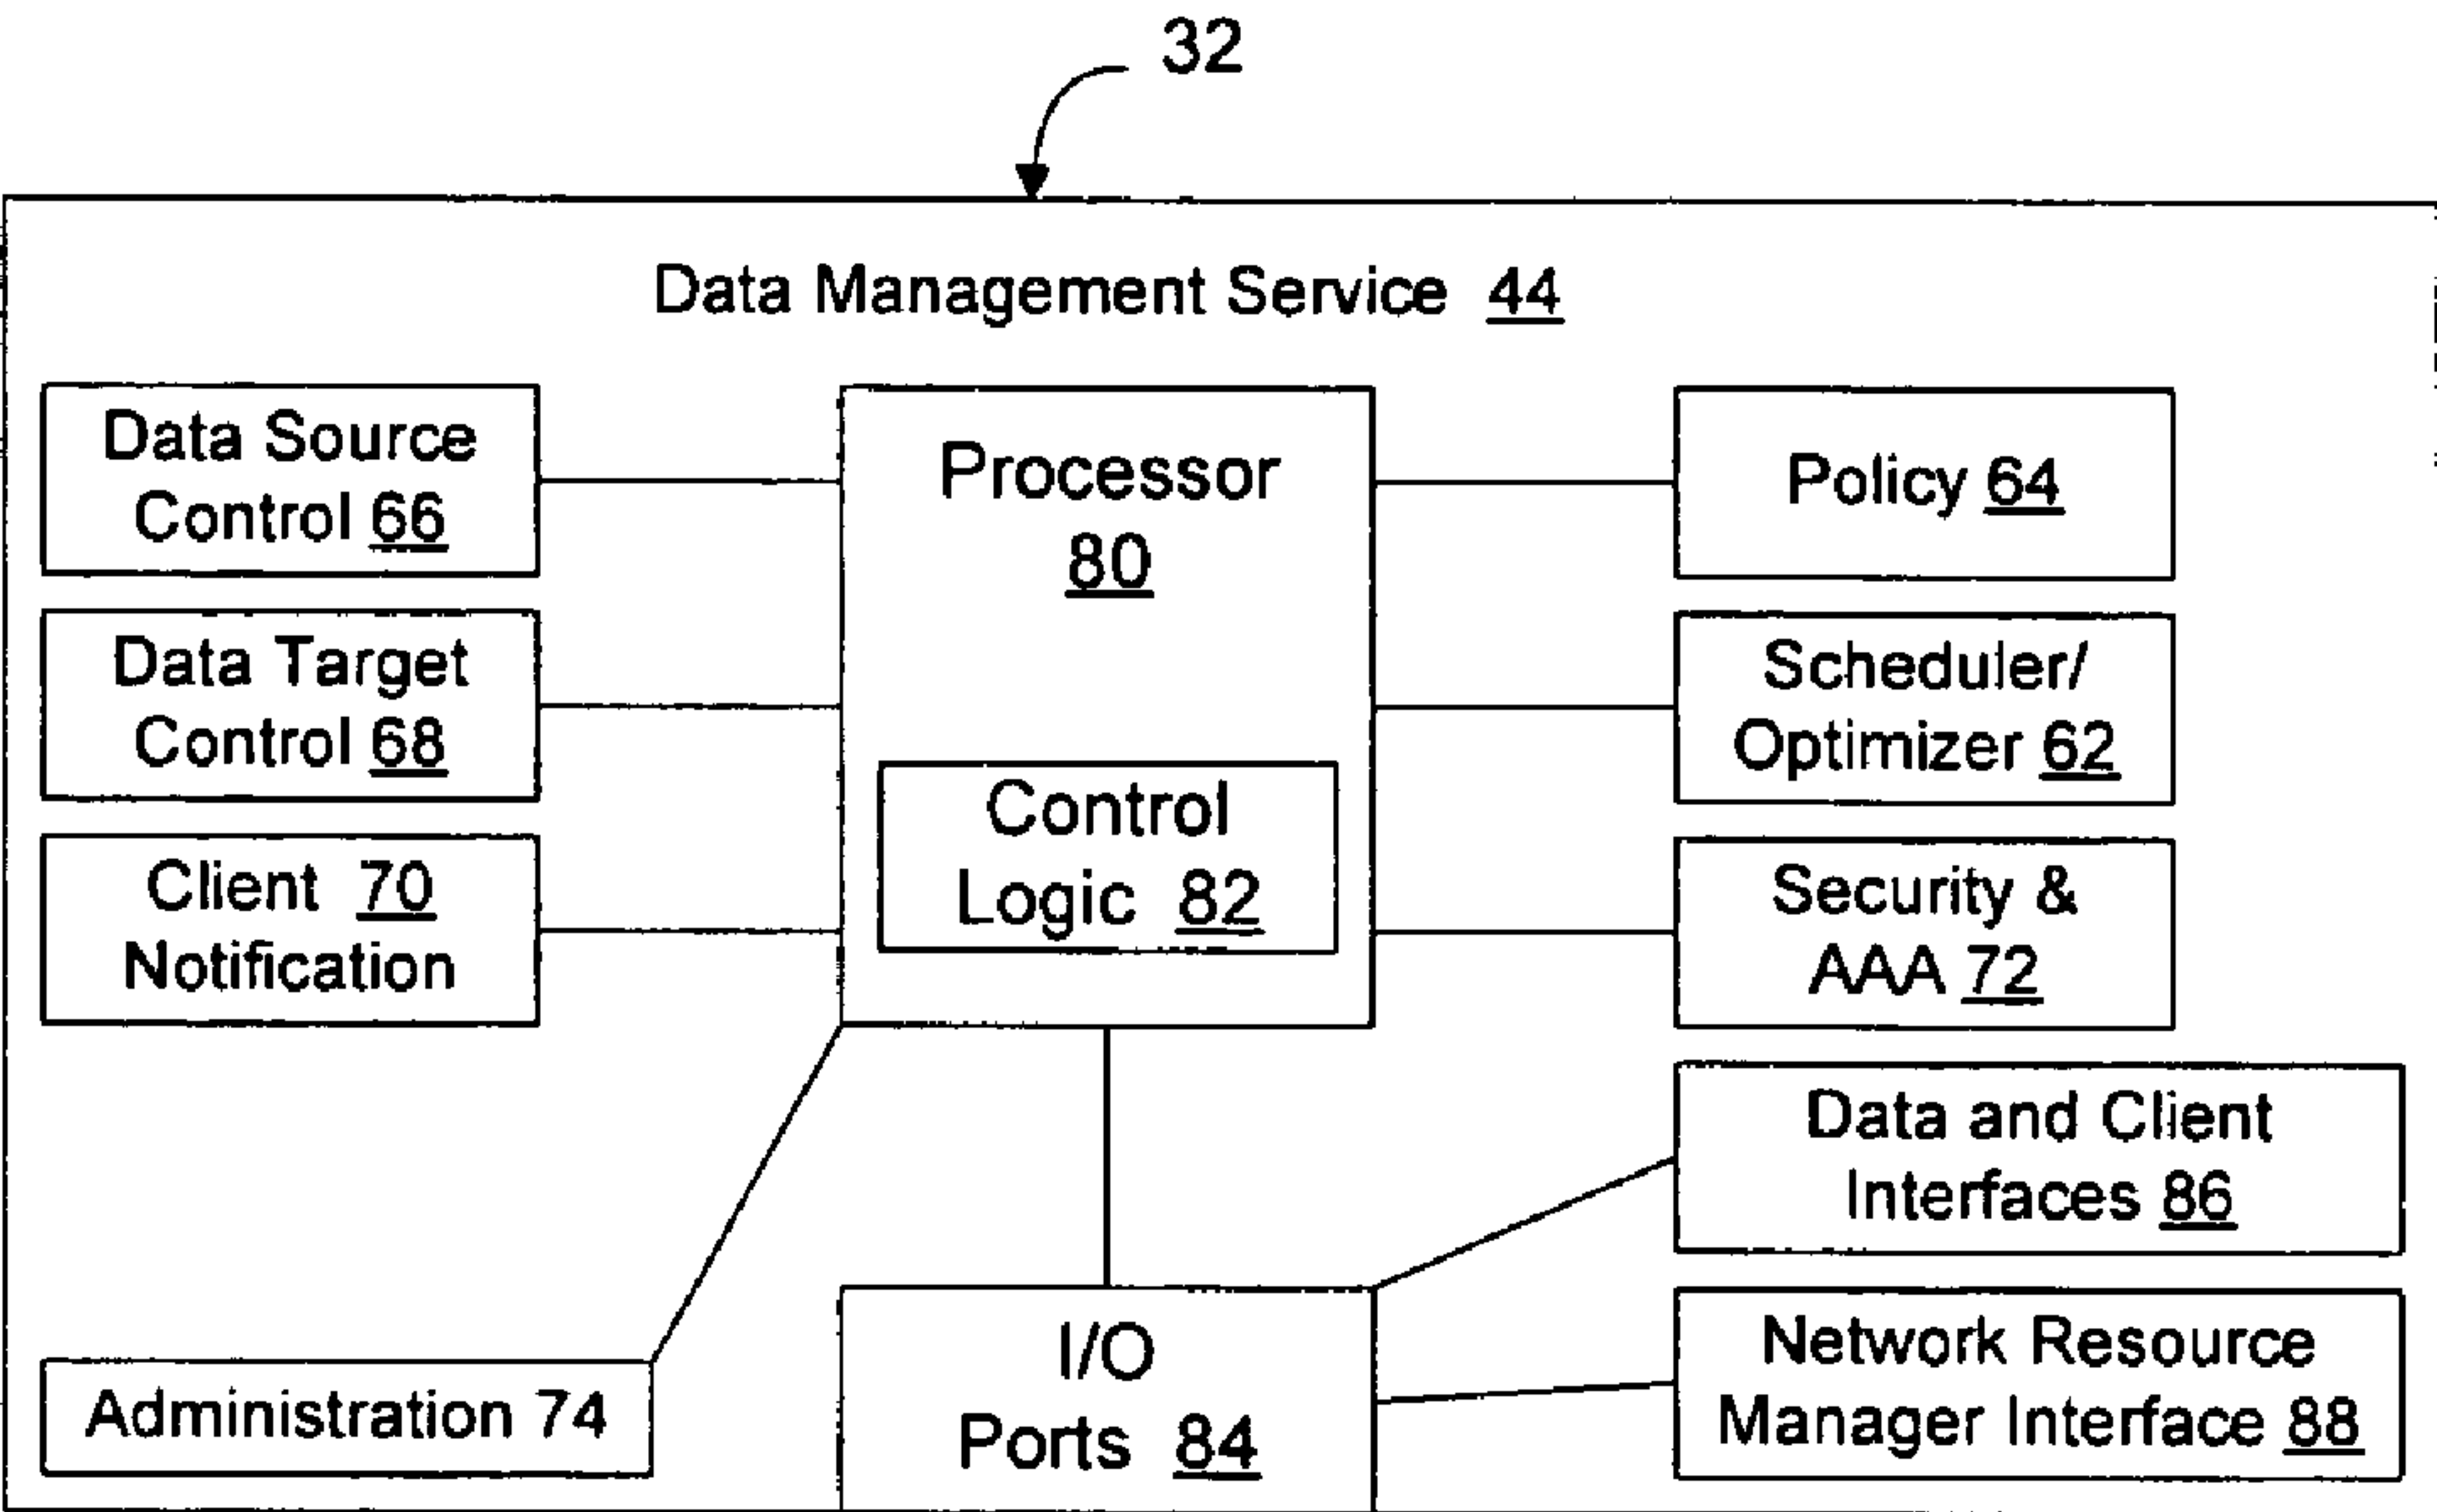 32
Data Management Service 44
Data Source
Control 66
Processor
80
Policy 64
Data Target
Control 68
Scheduler/
Optimizer 62
Control
Logic 82
Client 70
Notification
Security &
AAA 72
Data and Client
Interfaces 86
Administration 74
I/O
Ports 84
Network Resource
Manager Interface 88